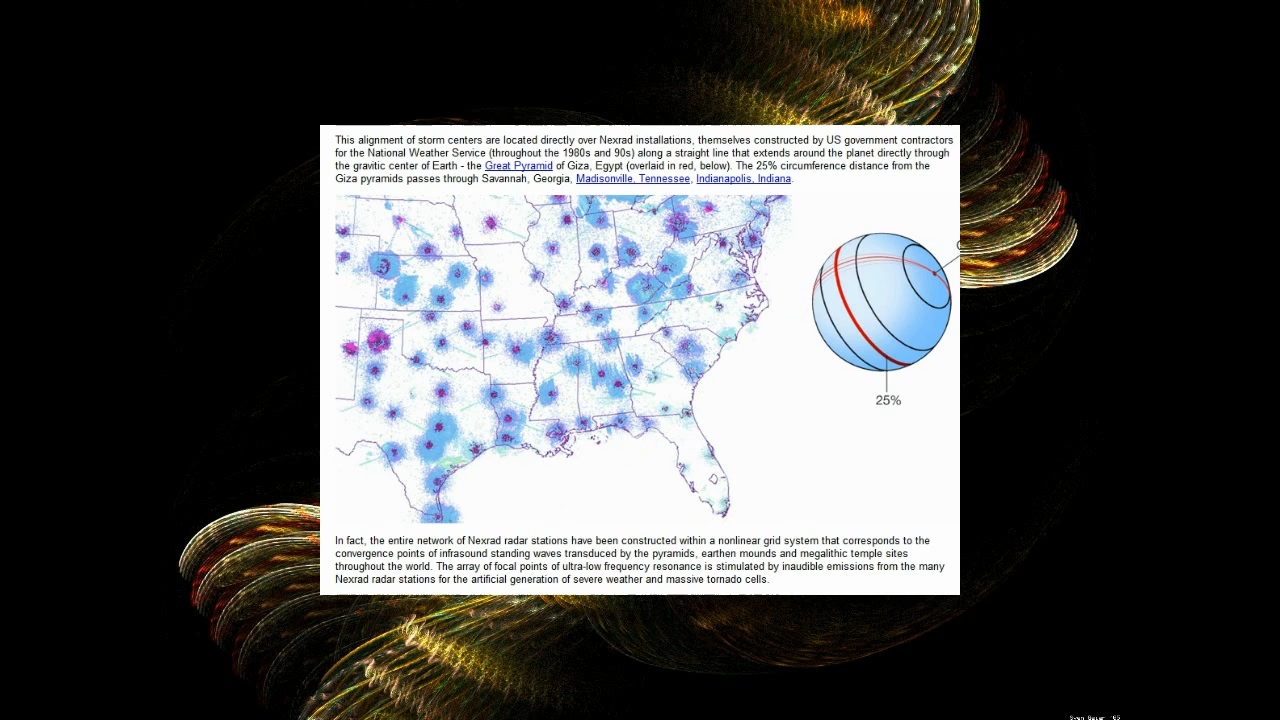 This alignment of storm centers are located directly over Nexrad installations, themselves constructed by US government contractors
for the National Weather Service (throughout the 1980s and 90s) along a straight line that extends around the planet directly through
the gravitic center of Earth - the Great Pyramid of Giza, Egypt (overlaid in red, below). The 25% circumference distance from the
Giza pyramids passes through Savannah, Georgia, Madisonville, Tennessee, Indianapolis, Indiana.
25%
In fact, the entire network of Nexrad radar stations have been constructed within a nonlinear grid system that corresponds to the
convergence points of infrasound standing waves transduced by the pyramids, earthen mounds and megalithic temple sites
throughout the world. The array of focal points of ultra-low frequency resonance is stimulated by inaudible emissions from the many
Nexrad radar stations for the artificial generation of severe weather and massive tornado cells.